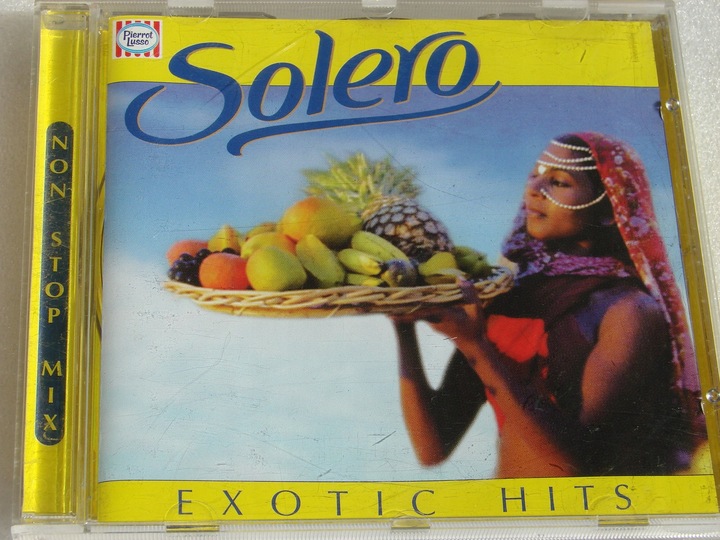 Pierrot
Lusso
Solero
NON STOP MIX
EXOTIC HITS